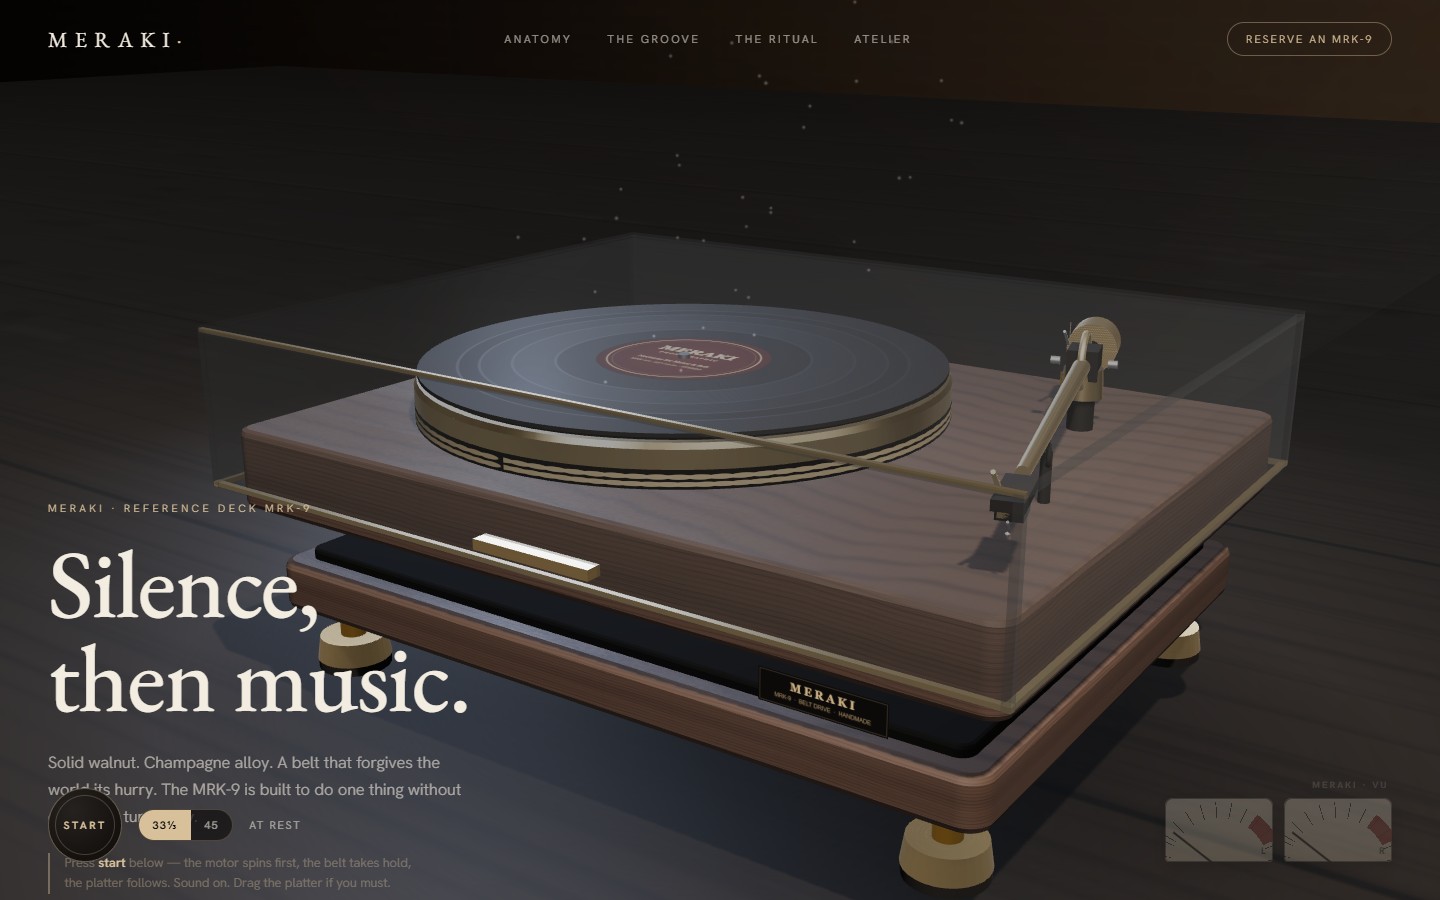 MERAKI·
ANATOMY
THE GROOVE
THE RITUAL
ATELIER
RESERVE AN MRK-9
MERAKI
MERAKI · REFERENCE DECK MRK-9
Silence,
then music.
MERAKI
MRK-9 · BELT DRIVE · HANDMADE
Solid walnut. Champagne alloy. A belt that forgives the
world its hurry. The MRK-9 is built to do one thing without
START
33⅓
45
AT REST
MERAKI · VU
Press start below — the motor spins first, the belt takes hold,
the platter follows. Sound on. Drag the platter if you must.